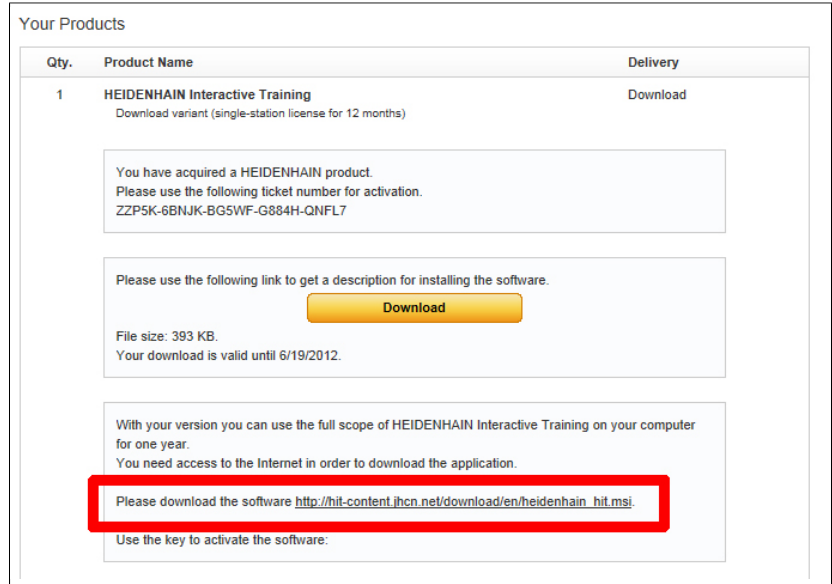 Your Products
Qty. Product Name Delivery
1 HEIDENHAIN Interactive Training Download
Download variant (single-station license for 12 months)
You have acquired a HEIDENHAIN product.
Please use the following ticket number for activation.
ZZP5K-6BNJK-BG5WF-G884H-QNFL7
Please use the following link to get a description for installing the software.
Download
File size: 393 KB.
Your download is valid until 6/19/2012.
With your version you can use the full scope of HEIDENHAIN Interactive Training on your computer
for one year.
You need access to the Internet in order to download the application.
Please download the software http://hit-content.jhcn.net/download/en/heidenhain_hit.msi.
Use the key to activate the software: